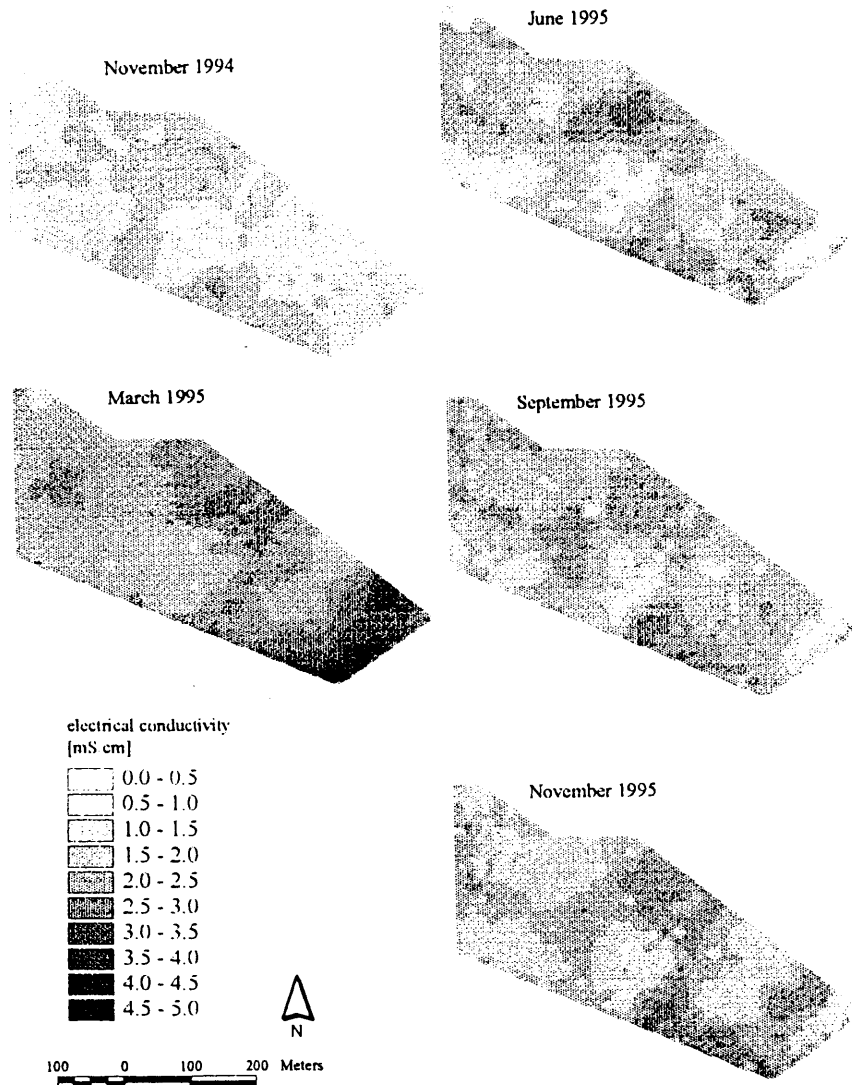 November 1994
June 1995
March 1995
September 1995
electrical conductivity
[mS cm]
0.0 - 0.5
0.5 - 1.0
1.0 - 1.5
1.5 - 2.0
2.0 - 2.5
2.5 - 3.0
3.0 - 3.5
3.5 - 4.0
4.0 - 4.5
4.5 - 5.0
November 1995
N
100 0 100 200 Meters